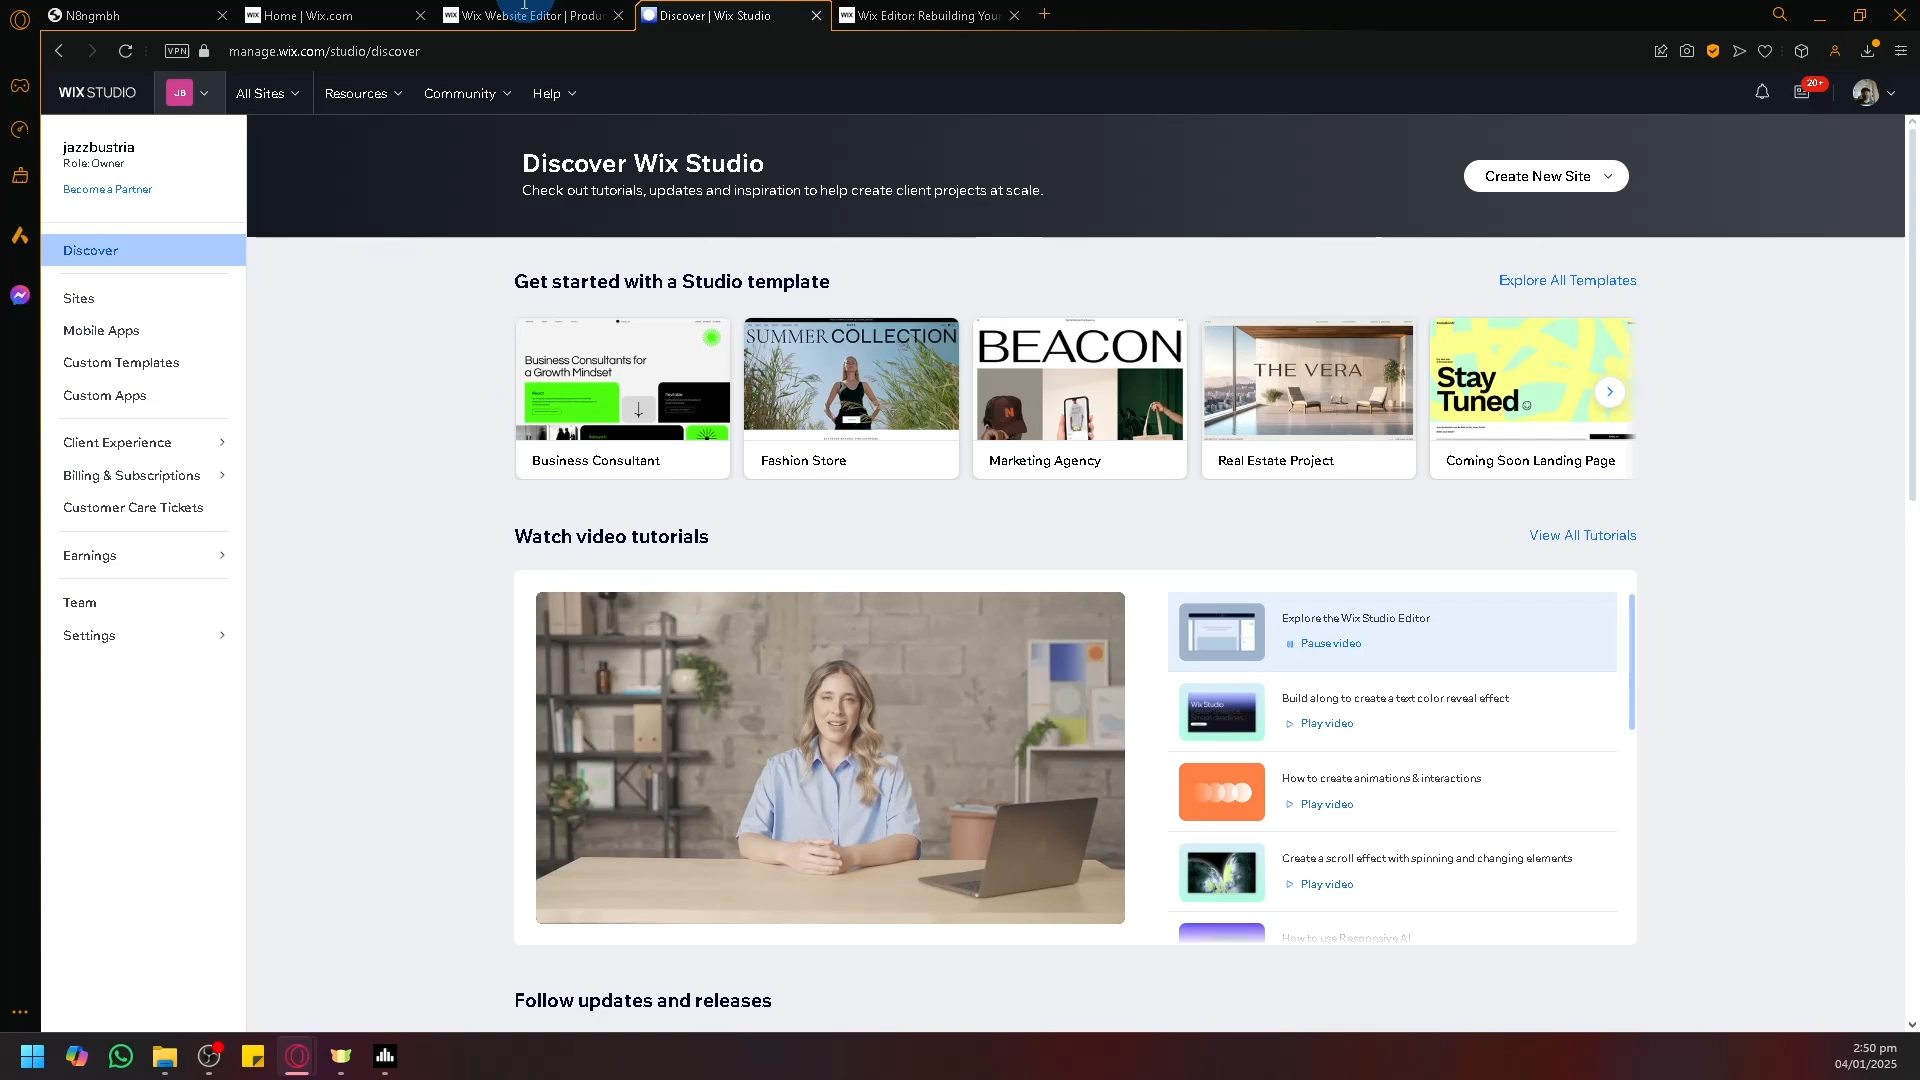 N8ngmbh
Home | Wix.com
Wix Website Editor | Produ
Discover | Wix Studio
Wix Editor: Rebuilding You
VPN
manage.wix.com/studio/discover
WIX STUDIO
JB
All Sites
Resources
Community
Help
20+
jazzbustria
Role: Owner
Become a Partner
Discover
Sites
Mobile Apps
Custom Templates
Custom Apps
Client Experience
Billing & Subscriptions
Customer Care Tickets
Earnings
Team
Settings
Discover Wix Studio
Check out tutorials, updates and inspiration to help create client projects at scale.
Create New Site
Get started with a Studio template
Explore All Templates
Business Consultants for
a Growth Mindset
SUMMER COLLECTION
BEACON
THE VERA
Stay
Tuned
Business Consultant
Fashion Store
Marketing Agency
Real Estate Project
Coming Soon Landing Page
Watch video tutorials
View All Tutorials
Explore the Wix Studio Editor
Pause video
Wix Studio
Build along to create a text color reveal effect
Play video
How to create animations & interactions
Play video
Create a scroll effect with spinning and changing elements
Play video
How to use Responsive AI
Follow updates and releases
2:50 pm
04/01/2025